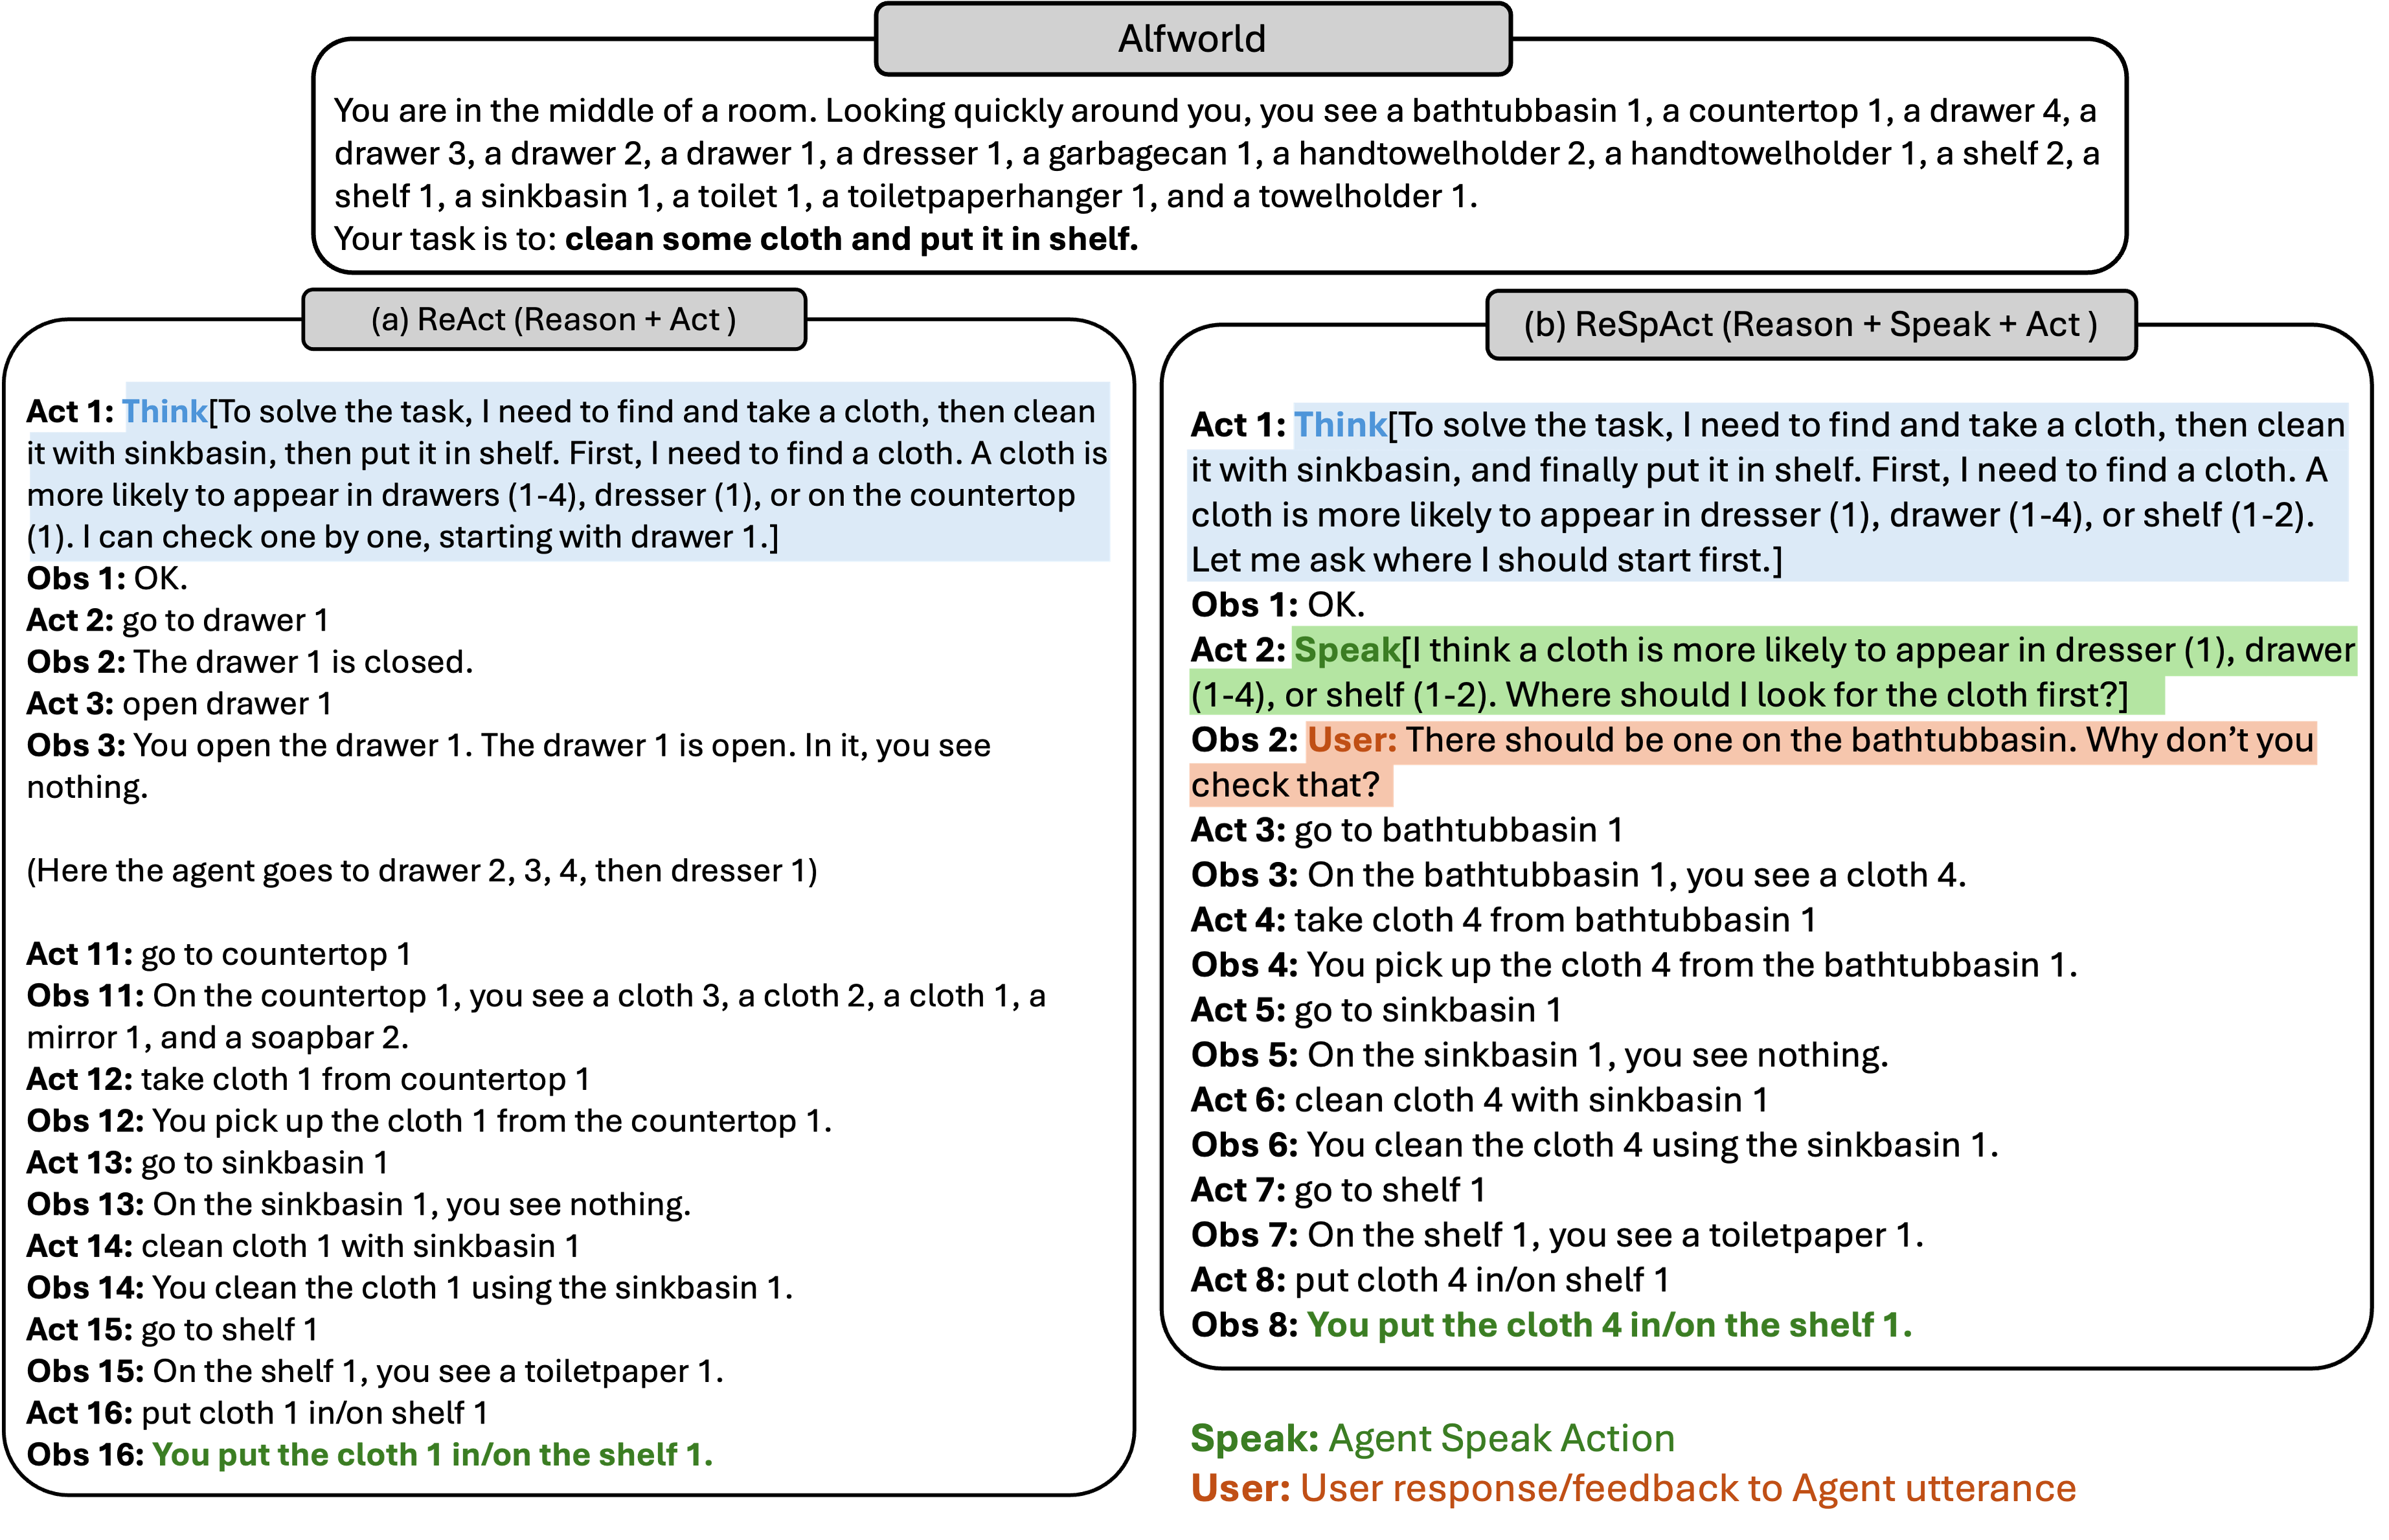 Alfworld
You are in the middle of a room. Looking quickly around you, you see a bathtubbasin 1, a countertop 1, a drawer 4, a
drawer 3, a drawer 2, a drawer 1, a dresser 1, a garbagecan 1, a handtowelholder 2, a handtowelholder 1, a shelf 2, a
shelf 1, a sinkbasin 1, a toilet 1, a toiletpaperhanger 1, and a towelholder 1.
Your task is to: clean some cloth and put it in shelf.
(a) ReAct (Reason + Act )
Act 1: Think[To solve the task, I need to find and take a cloth, then clean
it with sinkbasin, then put it in shelf. First, I need to find a cloth. A cloth is
more likely to appear in drawers (1-4), dresser (1), or on the countertop
(1). I can check one by one, starting with drawer 1.]
Obs 1: OK.
Act 2: go to drawer 1
Obs 2: The drawer 1 is closed.
Act 3: open drawer 1
Obs 3: You open the drawer 1. The drawer 1 is open. In it, you see
nothing.
(Here the agent goes to drawer 2, 3, 4, then dresser 1)
Act 11: go to countertop 1
Obs 11: On the countertop 1, you see a cloth 3, a cloth 2, a cloth 1, a
mirror 1, and a soapbar 2.
Act 12: take cloth 1 from countertop 1
Obs 12: You pick up the cloth 1 from the countertop 1.
Act 13: go to sinkbasin 1
Obs 13: On the sinkbasin 1, you see nothing.
Act 14: clean cloth 1 with sinkbasin 1
Obs 14: You clean the cloth 1 using the sinkbasin 1.
Act 15: go to shelf 1
Obs 15: On the shelf 1, you see a toiletpaper 1.
Act 16: put cloth 1 in/on shelf 1
Obs 16: You put the cloth 1 in/on the shelf 1.
(b) ReSpAct (Reason + Speak + Act )
Act 1: Think[To solve the task, I need to find and take a cloth, then clean
it with sinkbasin, and finally put it in shelf. First, I need to find a cloth. A
cloth is more likely to appear in dresser (1), drawer (1-4), or shelf (1-2).
Let me ask where I should start first.]
Obs 1: OK.
Act 2: Speak[I think a cloth is more likely to appear in dresser (1), drawer
(1-4), or shelf (1-2). Where should I look for the cloth first?]
Obs 2: User: There should be one on the bathtubbasin. Why don’t you
check that?
Act 3: go to bathtubbasin 1
Obs 3: On the bathtubbasin 1, you see a cloth 4.
Act 4: take cloth 4 from bathtubbasin 1
Obs 4: You pick up the cloth 4 from the bathtubbasin 1.
Act 5: go to sinkbasin 1
Obs 5: On the sinkbasin 1, you see nothing.
Act 6: clean cloth 4 with sinkbasin 1
Obs 6: You clean the cloth 4 using the sinkbasin 1.
Act 7: go to shelf 1
Obs 7: On the shelf 1, you see a toiletpaper 1.
Act 8: put cloth 4 in/on shelf 1
Obs 8: You put the cloth 4 in/on the shelf 1.
Speak: Agent Speak Action
User: User response/feedback to Agent utterance